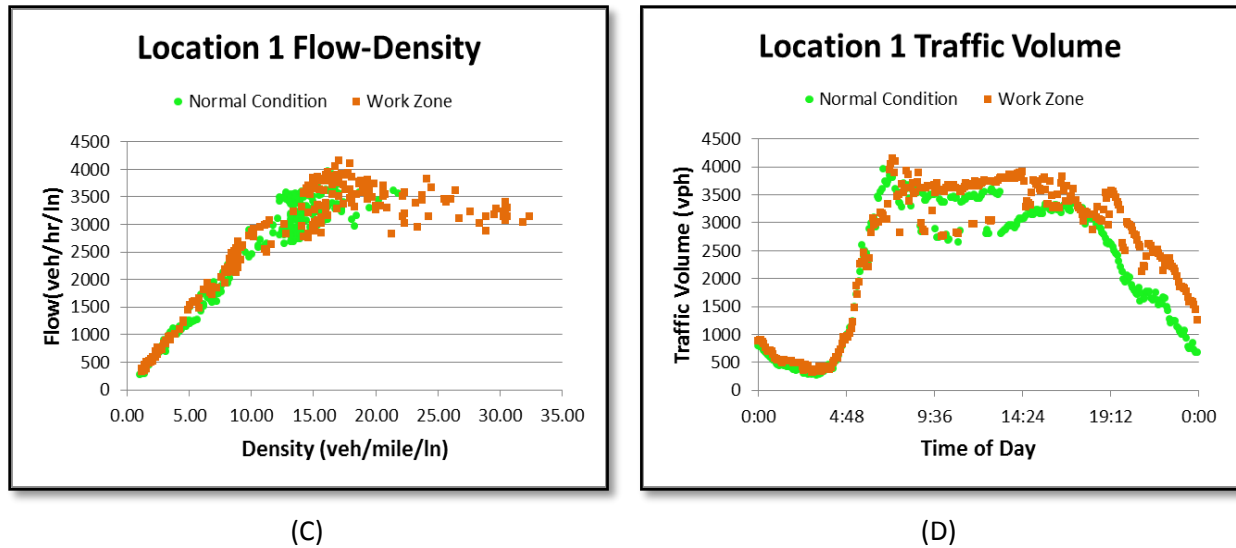 Location 1 Flow-Density
Normal Condition Work Zone
Flow(veh/hr/ln)
4500
4000
3500
3000
2500
2000
1500
1000
500
0
0.00 5.00 10.00 15.00 20.00 25.00 30.00 35.00
Density (veh/mile/ln)
(C)
Location 1 Traffic Volume
Normal Condition Work Zone
Traffic Volume (vph)
4500
4000
3500
3000
2500
2000
1500
1000
500
0
0:00 4:48 9:36 14:24 19:12 0:00
Time of Day
(D)